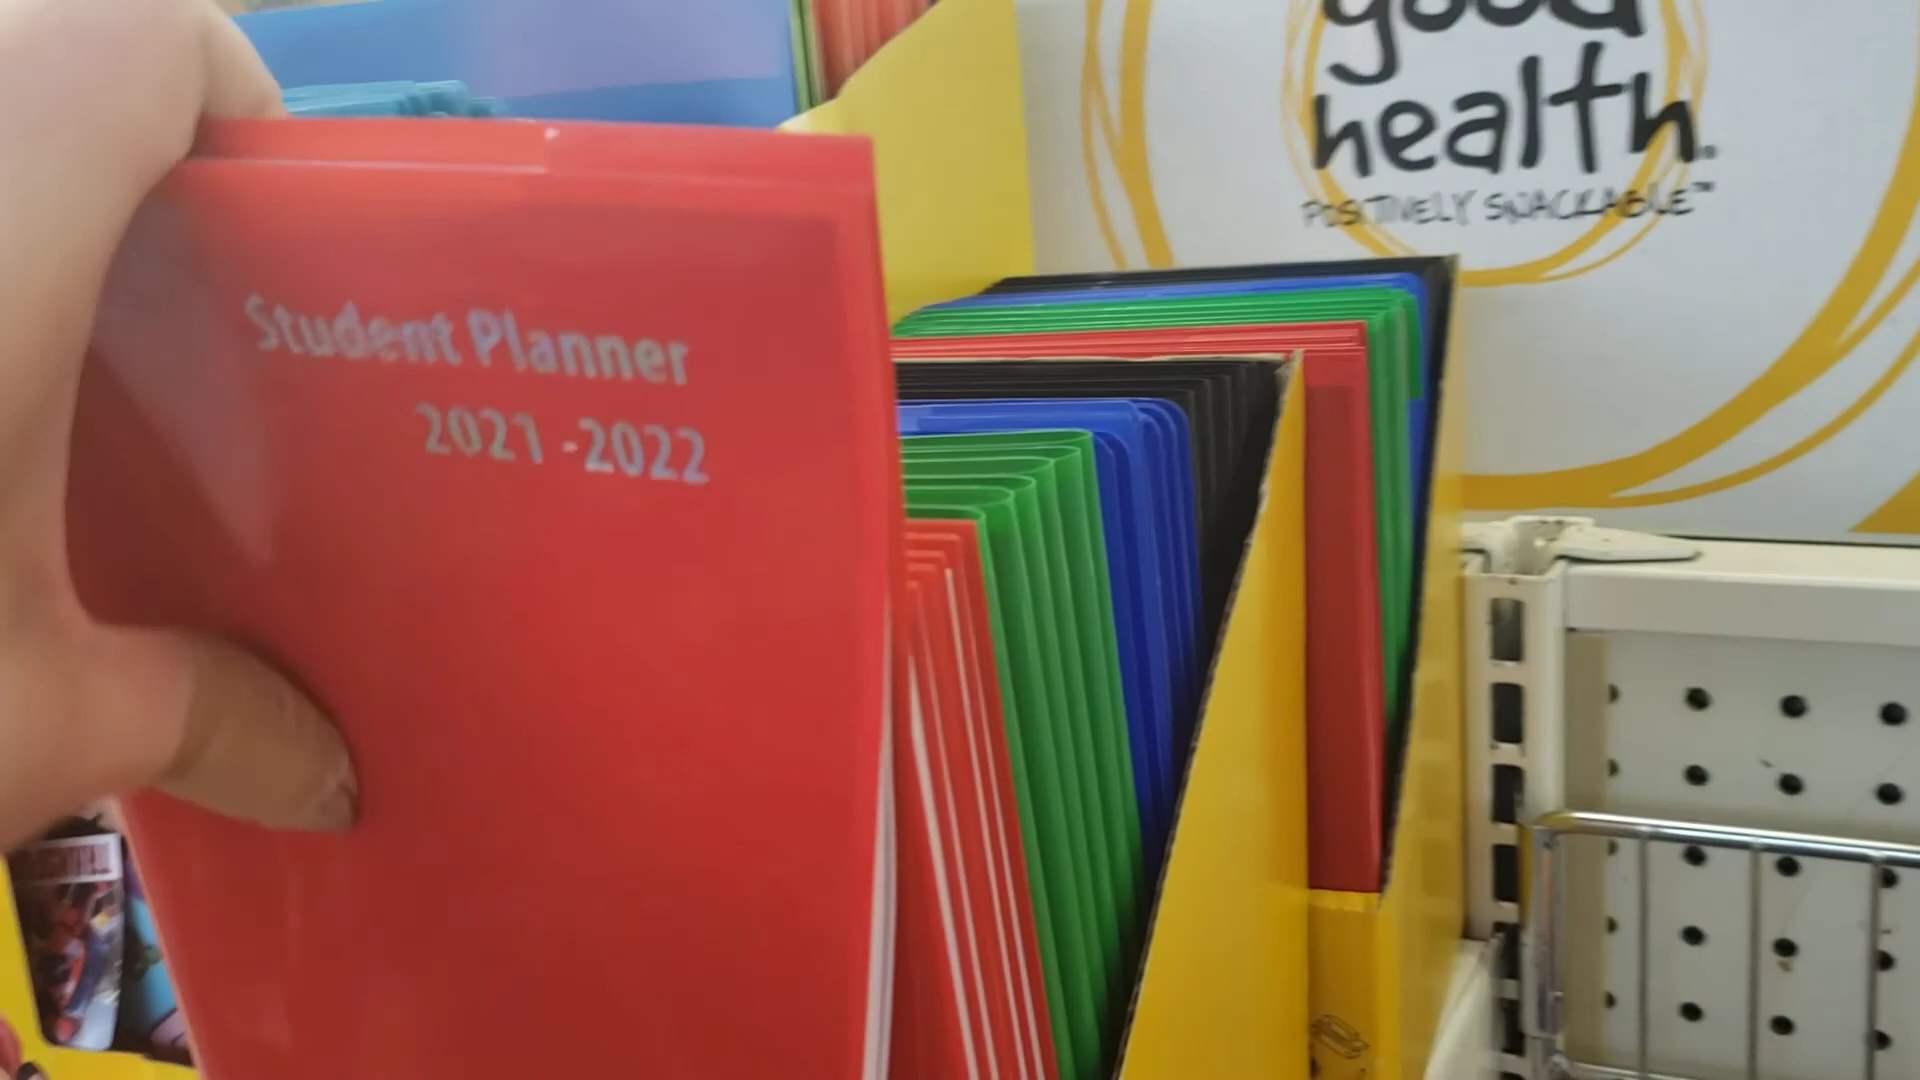 Student Planner
2021 -2022
good
health.
POSITIVELY SNACKABLE™